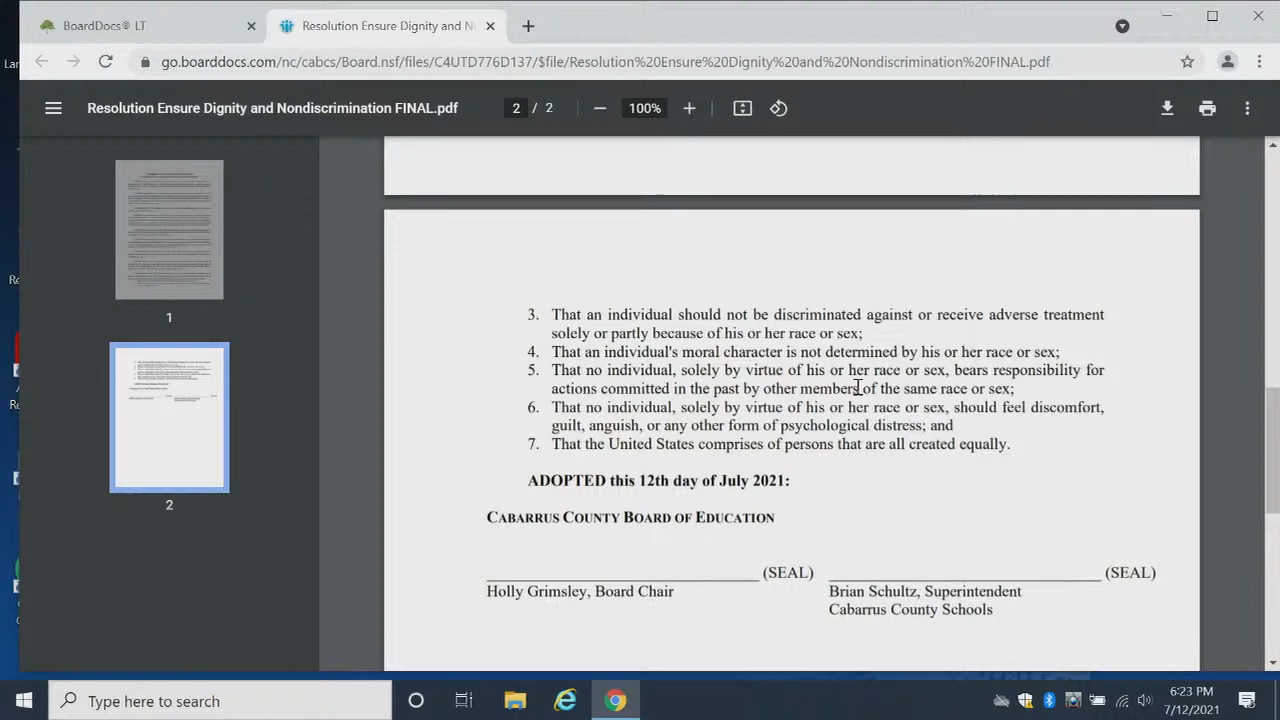 BoardDocs® LT
Resolution Ensure Dignity and N
go.boarddocs.com/nc/cabcs/Board.nsf/files/C4UTD776D137/$file/Resolution%20Ensure%20Dignity%20and%20Nondiscrimination%20FINAL.pdf
Resolution Ensure Dignity and Nondiscrimination FINAL.pdf
2 / 2
100%
1
2
3. That an individual should not be discriminated against or receive adverse treatment
solely or partly because of his or her race or sex;
4. That an individual's moral character is not determined by his or her race or sex;
5. That no individual, solely by virtue of his or her race or sex, bears responsibility for
actions committed in the past by other members of the same race or sex;
6. That no individual, solely by virtue of his or her race or sex, should feel discomfort,
guilt, anguish, or any other form of psychological distress; and
7. That the United States comprises of persons that are all created equally.
ADOPTED this 12th day of July 2021:
CABARRUS COUNTY BOARD OF EDUCATION
(SEAL) (SEAL)
Holly Grimsley, Board Chair
Brian Schultz, Superintendent
Cabarrus County Schools
Type here to search
6:23 PM
7/12/2021